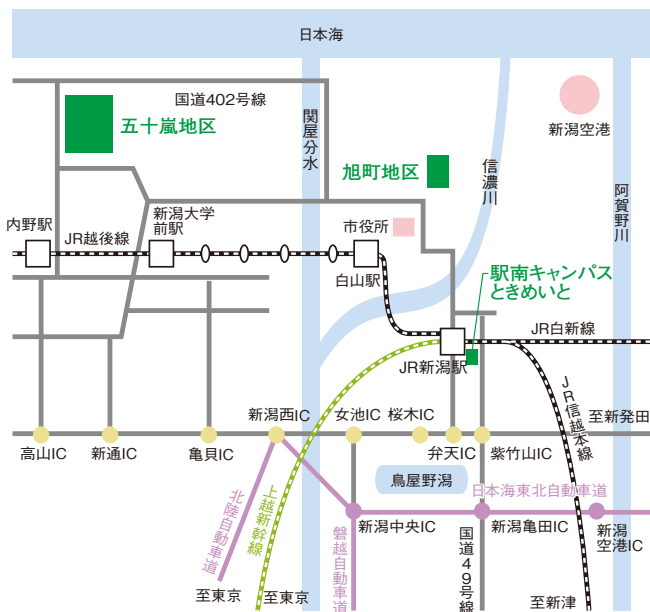 日本海
国道402号線
五十嵐地区
関屋分水
新潟空港
旭町地区
信濃川
阿賀野川
内野駅
新潟大学
前駅
市役所
JR越後線
白山駅
駅南キャンパス
ときめいと
JR白新線
JR新潟駅
JR信越本線
新潟西IC
女池IC
桜木IC
至新発田
高山IC
新通IC
亀貝IC
弁天IC
紫竹山IC
鳥屋野潟
日本海東北自動車道
北陸自動車道
上越新幹線
新潟中央IC
新潟亀田IC
新潟
空港IC
磐越自動車道
国道49号線
至東京
至東京
至新津